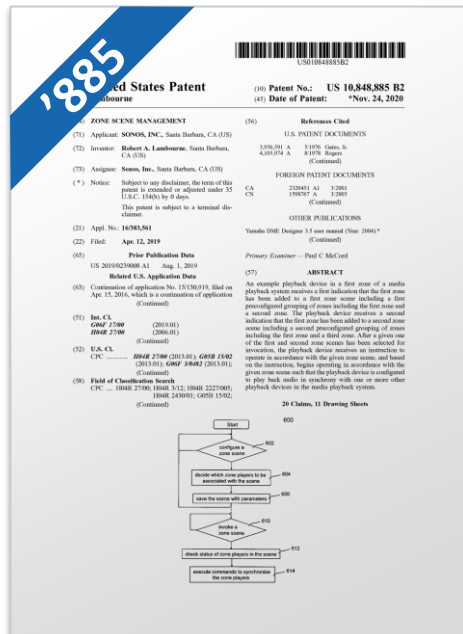 '885
US010848885B2
ed States Patent
mbourne
(10) Patent No.: US 10,848,885 B2
(45) Date of Patent: *Nov. 24, 2020
ZONE SCENE MANAGEMENT
(71) Applicant: SONOS, INC., Santa Barbara, CA (US)
(72) Inventor: Robert A. Lambourne, Santa Barbara,
CA (US)
(73) Assignee: Sonos, Inc., Santa Barbara, CA (US)
( * ) Notice: Subject to any disclaimer, the term of this
patent is extended or adjusted under 35
U.S.C. 154(b) by 0 days.
This patent is subject to a terminal dis-
claimer.
(21) Appl. No.: 16/383,561
(22) Filed: Apr. 12, 2019
(65) Prior Publication Data
US 2019/0239008 A1 Aug. 1, 2019
Related U.S. Application Data
(63) Continuation of application No. 15/130,919, filed on
Apr. 15, 2016, which is a continuation of application
(Continued)
(51) Int. Cl.
G06F 17/00 (2019.01)
H04R 27/00 (2006.01)
(52) U.S. Cl.
CPC .......... H04R 27/00 (2013.01); G05B 15/02
(2013.01); G06F 3/0482 (2013.01);
(Continued)
(58) Field of Classification Search
CPC .... H04R 27/00; H04R 3/12; H04R 2227/005;
H04R 2430/01; G05B 15/02;
(Continued)
(56) References Cited
U.S. PATENT DOCUMENTS
3,956,591 A 5/1976 Gates, Jr.
4,105,974 A 8/1978 Rogers
(Continued)
FOREIGN PATENT DOCUMENTS
CA 2320451 A1 3/2001
CN 1598767 A 3/2005
(Continued)
OTHER PUBLICATIONS
Yamaha DME Designer 3.5 user manual (Year: 2004).*
(Continued)
Primary Examiner — Paul C McCord
(57) ABSTRACT
An example playback device in a first zone of a media
playback system receives a first indication that the first zone
has been added to a first zone scene including a first
preconfigured grouping of zones including the first zone and
a second zone. The playback device receives a second
indication that the first zone has been added to a second zone
scene including a second preconfigured grouping of zones
including the first zone and a third zone. After a given one
of the first and second zone scenes has been selected for
invocation, the playback device receives an instruction to
operate in accordance with the given zone scene, and based
on the instruction, begins operating in accordance with the
given zone scene such that the playback device is configured
to play back audio in synchrony with one or more other
playback devices in the media playback system.
20 Claims, 11 Drawing Sheets
Start
600
configure a
zone scene
602
decide which zone players to be
associated with the scene
604
save the scene with parameters
606
invoke a
zone scene
610
check status of zone players in the scene
612
execute commands to synchronize
the zone players
614